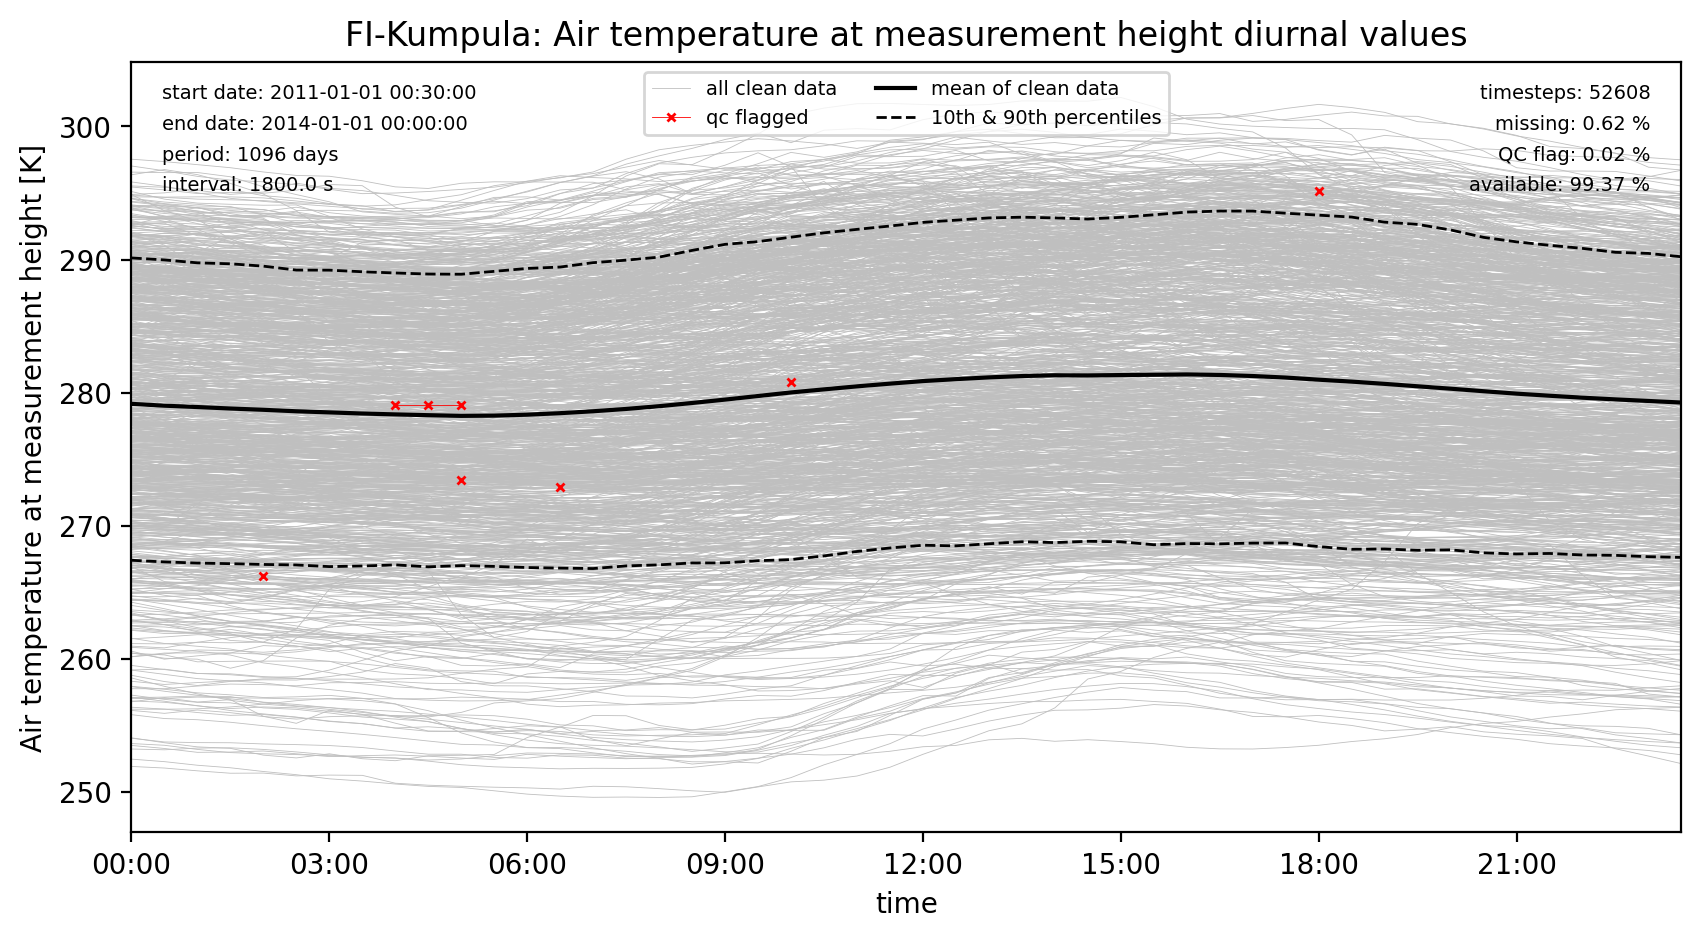 FI-Kumpula: Air temperature at measurement height diurnal values
start date: 2011-01-01 00:30:00
end date: 2014-01-01 00:00:00
period: 1096 days
interval: 1800.0 s
all clean data
qc flagged
mean of clean data
10th & 90th percentiles
timesteps: 52608
missing: 0.62 %
QC flag: 0.02 %
available: 99.37 %
Air temperature at measurement height [K]
300
290
280
270
260
250
00:00 03:00 06:00 09:00 12:00 15:00 18:00 21:00
time